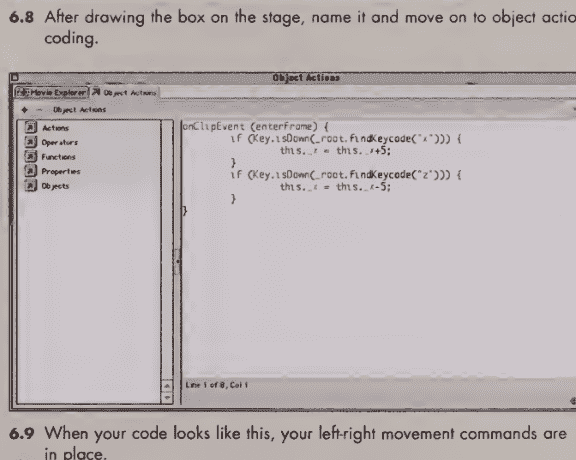 6.8 After drawing the box on the stage, name it and move on to object actio
coding.
Object Actions
Movie Explorer Object Actions
+ - Object Actions
Actions
Operators
Functions
Properties
Objects
onClipEvent (enterFrame) {
if (Key.isDown(_root.findKeycode("x"))) {
this._x = this._x+5;
}
if (Key.isDown(_root.findKeycode("z"))) {
this._x = this._x-5;
}
}
Line 1 of 8, Col 1
6.9 When your code looks like this, your left-right movement commands are
in place.